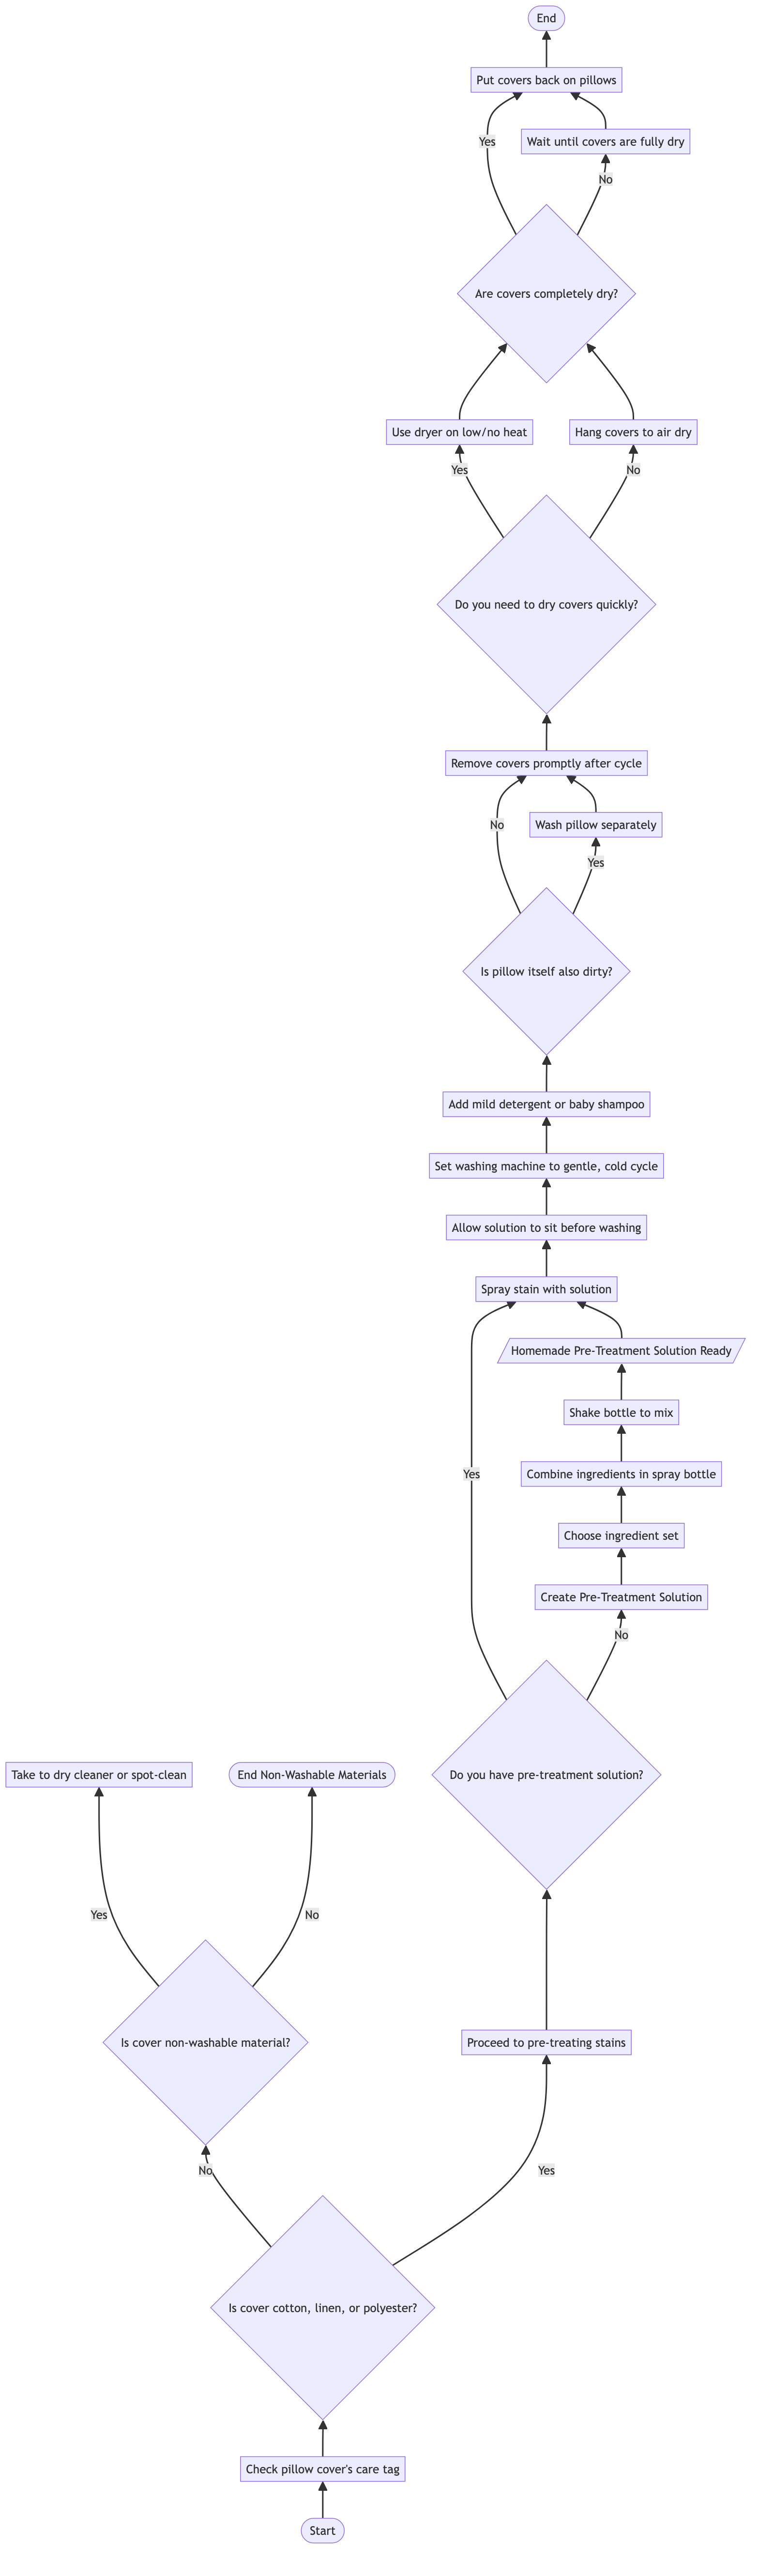 End
Put covers back on pillows
Yes
Wait until covers are fully dry
No
Are covers completely dry?
Use dryer on low/no heat
Hang covers to air dry
Yes
No
Do you need to dry covers quickly?
Remove covers promptly after cycle
No
Wash pillow separately
Yes
Is pillow itself also dirty?
Add mild detergent or baby shampoo
Set washing machine to gentle, cold cycle
Allow solution to sit before washing
Spray stain with solution
Homemade Pre-Treatment Solution Ready
Shake bottle to mix
Yes
Combine ingredients in spray bottle
Choose ingredient set
Create Pre-Treatment Solution
No
Take to dry cleaner or spot-clean
End Non-Washable Materials
Do you have pre-treatment solution?
Yes
No
Is cover non-washable material?
Proceed to pre-treating stains
No
Yes
Is cover cotton, linen, or polyester?
Check pillow cover's care tag
Start